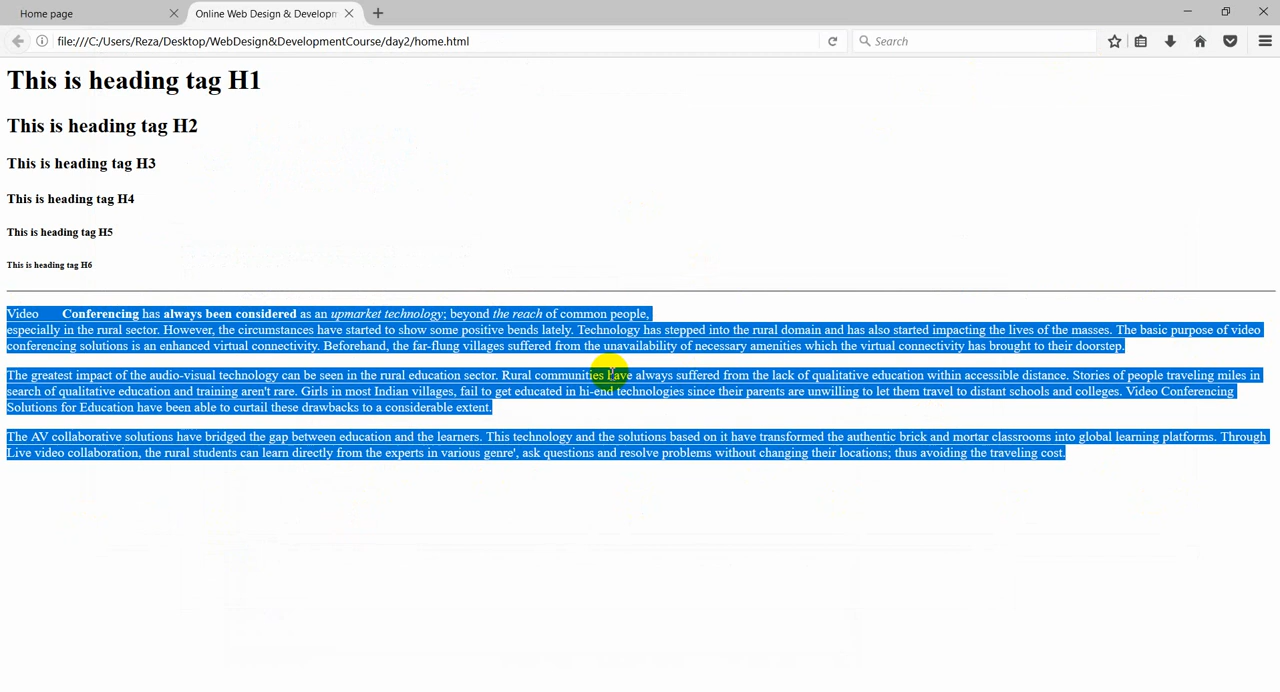 Home page
Online Web Design & Developm
file:///C:/Users/Reza/Desktop/WebDesign&DevelopmentCourse/day2/home.html
Search
This is heading tag H1
This is heading tag H2
This is heading tag H3
This is heading tag H4
This is heading tag H5
This is heading tag H6
Video Conferencing has always been considered as an upmarket technology; beyond the reach of common people,
especially in the rural sector. However, the circumstances have started to show some positive bends lately. Technology has stepped into the rural domain and has also started impacting the lives of the masses. The basic purpose of video
conferencing solutions is an enhanced virtual connectivity. Beforehand, the far-flung villages suffered from the unavailability of necessary amenities which the virtual connectivity has brought to their doorstep.
The greatest impact of the audio-visual technology can be seen in the rural education sector. Rural communities have always suffered from the lack of qualitative education within accessible distance. Stories of people traveling miles in
search of qualitative education and training aren't rare. Girls in most Indian villages, fail to get educated in hi-end technologies since their parents are unwilling to let them travel to distant schools and colleges. Video Conferencing
Solutions for Education have been able to curtail these drawbacks to a considerable extent.
The AV collaborative solutions have bridged the gap between education and the learners. This technology and the solutions based on it have transformed the authentic brick and mortar classrooms into global learning platforms. Through
Live video collaboration, the rural students can learn directly from the experts in various genre', ask questions and resolve problems without changing their locations; thus avoiding the traveling cost.